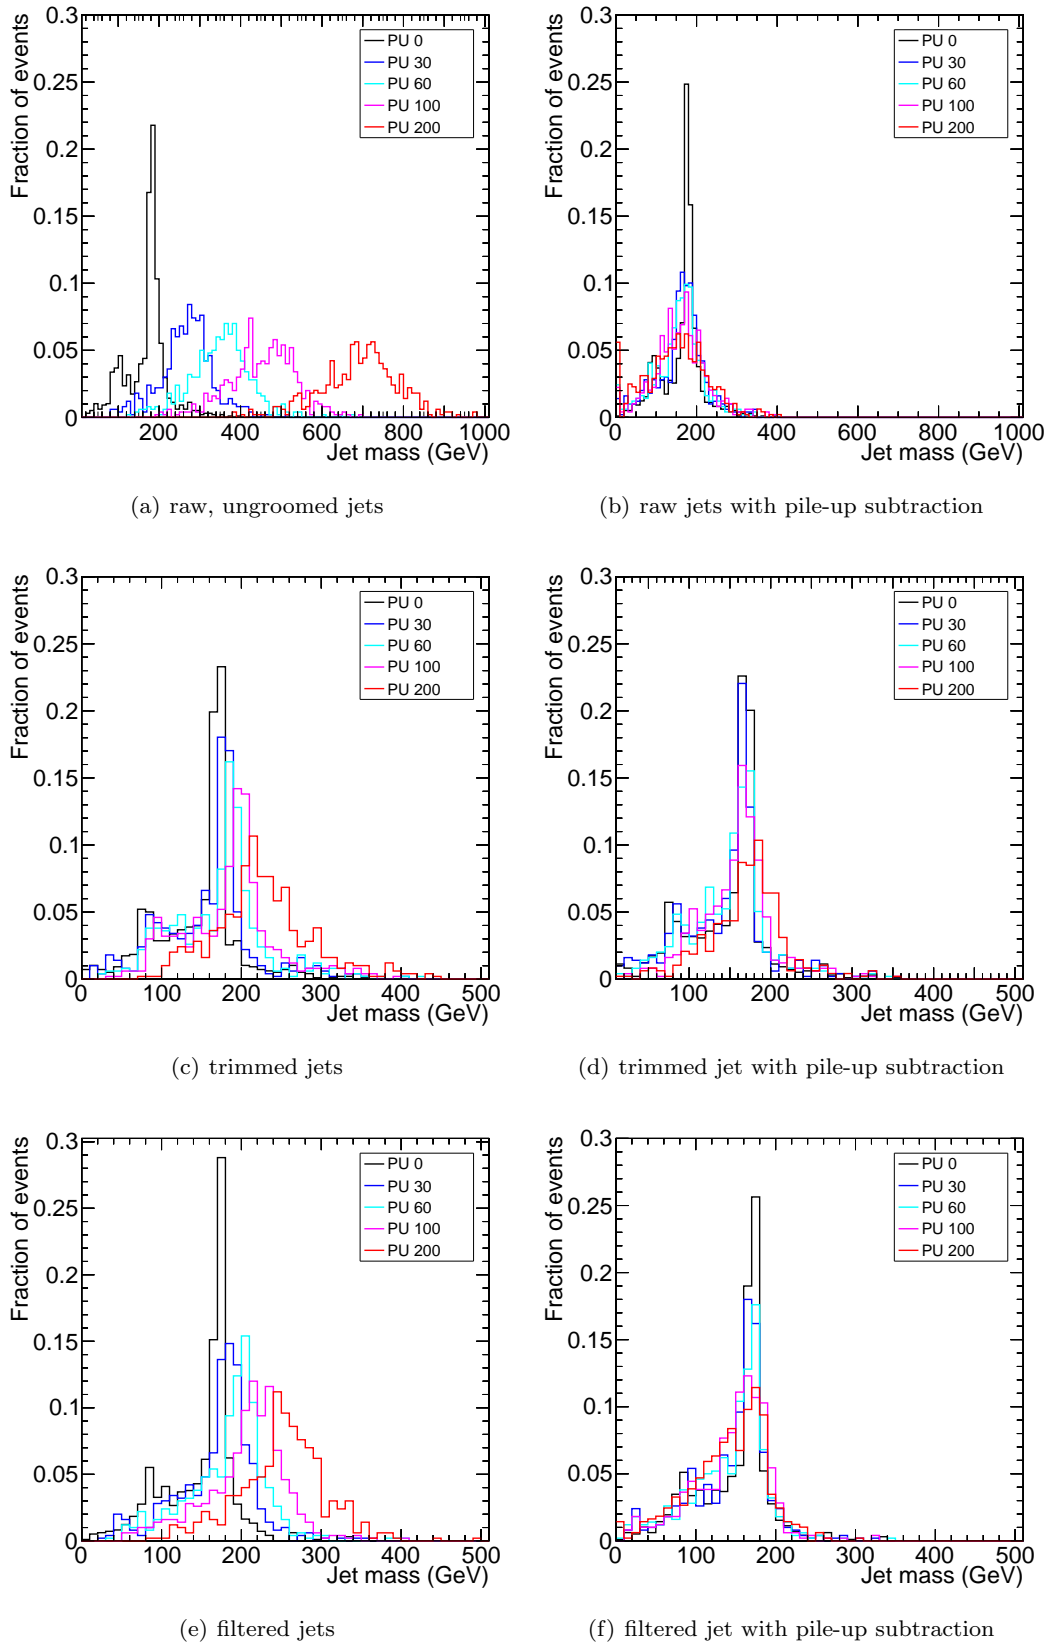 0.3
0.25
0.2
0.15
0.1
0.05
0
Fraction of events
PU 0
PU 30
PU 60
PU 100
PU 200
200 400 600 800 1000
Jet mass (GeV)
(a) raw, ungroomed jets
0.3
0.25
0.2
0.15
0.1
0.05
0
Fraction of events
PU 0
PU 30
PU 60
PU 100
PU 200
0 200 400 600 800 1000
Jet mass (GeV)
(b) raw jets with pile-up subtraction
0.3
0.25
0.2
0.15
0.1
0.05
0
Fraction of events
PU 0
PU 30
PU 60
PU 100
PU 200
0 100 200 300 400 500
Jet mass (GeV)
(c) trimmed jets
0.3
0.25
0.2
0.15
0.1
0.05
0
Fraction of events
PU 0
PU 30
PU 60
PU 100
PU 200
100 200 300 400 500
Jet mass (GeV)
(d) trimmed jet with pile-up subtraction
0.3
0.25
0.2
0.15
0.1
0.05
0
Fraction of events
PU 0
PU 30
PU 60
PU 100
PU 200
0 100 200 300 400 500
Jet mass (GeV)
(e) filtered jets
0.3
0.25
0.2
0.15
0.1
0.05
0
Fraction of events
PU 0
PU 30
PU 60
PU 100
PU 200
0 100 200 300 400 500
Jet mass (GeV)
(f) filtered jet with pile-up subtraction